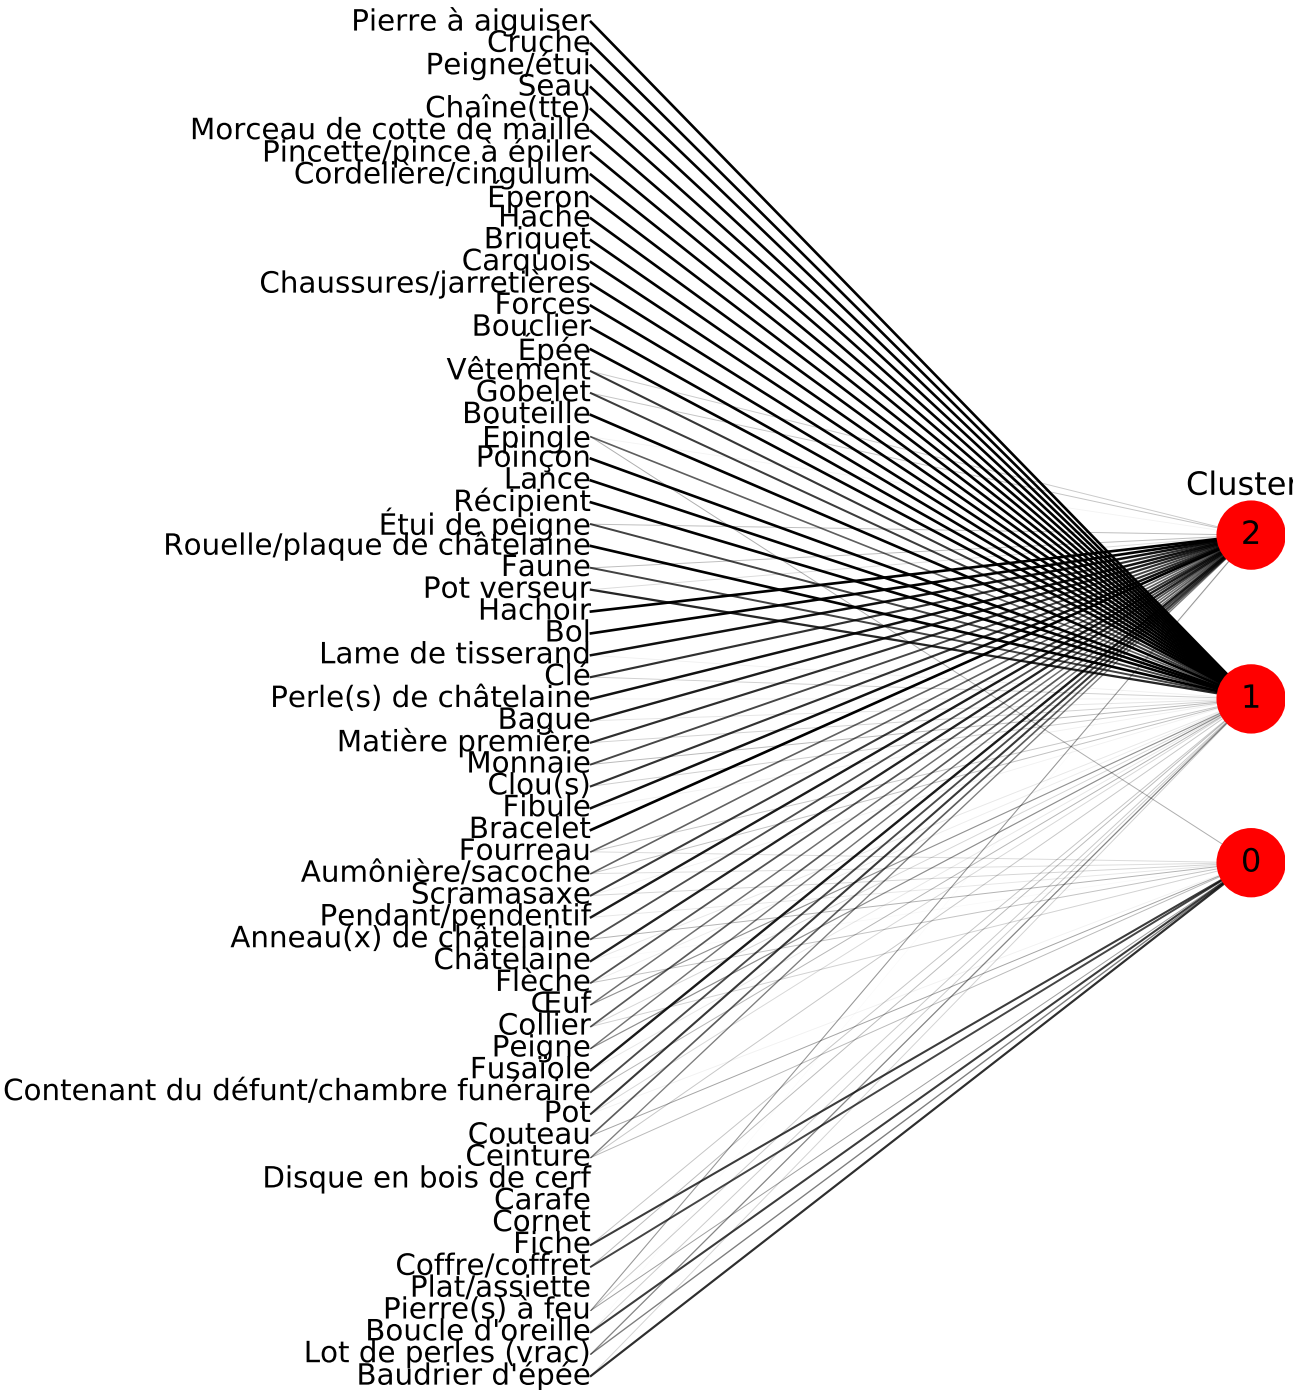 Pierre à aiguiser
Cruche
Peigne/étui
Seau
Chaîne(tte)
Morceau de cotte de maille
Pincette/pince à épiler
Cordelière/cingulum
Éperon
Hache
Briquet
Carquois
Chaussures/jarretières
Forces
Bouclier
Épée
Vêtement
Gobelet
Bouteille
Épingle
Poinçon
Lance
Récipient
Étui de peigne
Rouelle/plaque de châtelaine
Faune
Pot verseur
Hachoir
Bol
Lame de tisserand
Clé
Perle(s) de châtelaine
Bague
Matière première
Monnaie
Clou(s)
Fibule
Bracelet
Fourreau
Aumônière/sacoche
Scramasaxe
Pendant/pendentif
Anneau(x) de châtelaine
Châtelaine
Flèche
Œuf
Collier
Peigne
Fusaïole
Contenant du défunt/chambre funéraire
Pot
Couteau
Ceinture
Disque en bois de cerf
Carafe
Cornet
Fiche
Coffre/coffret
Plat/assiette
Pierre(s) à feu
Boucle d'oreille
Lot de perles (vrac)
Baudrier d'épée
Cluster
2
1
0